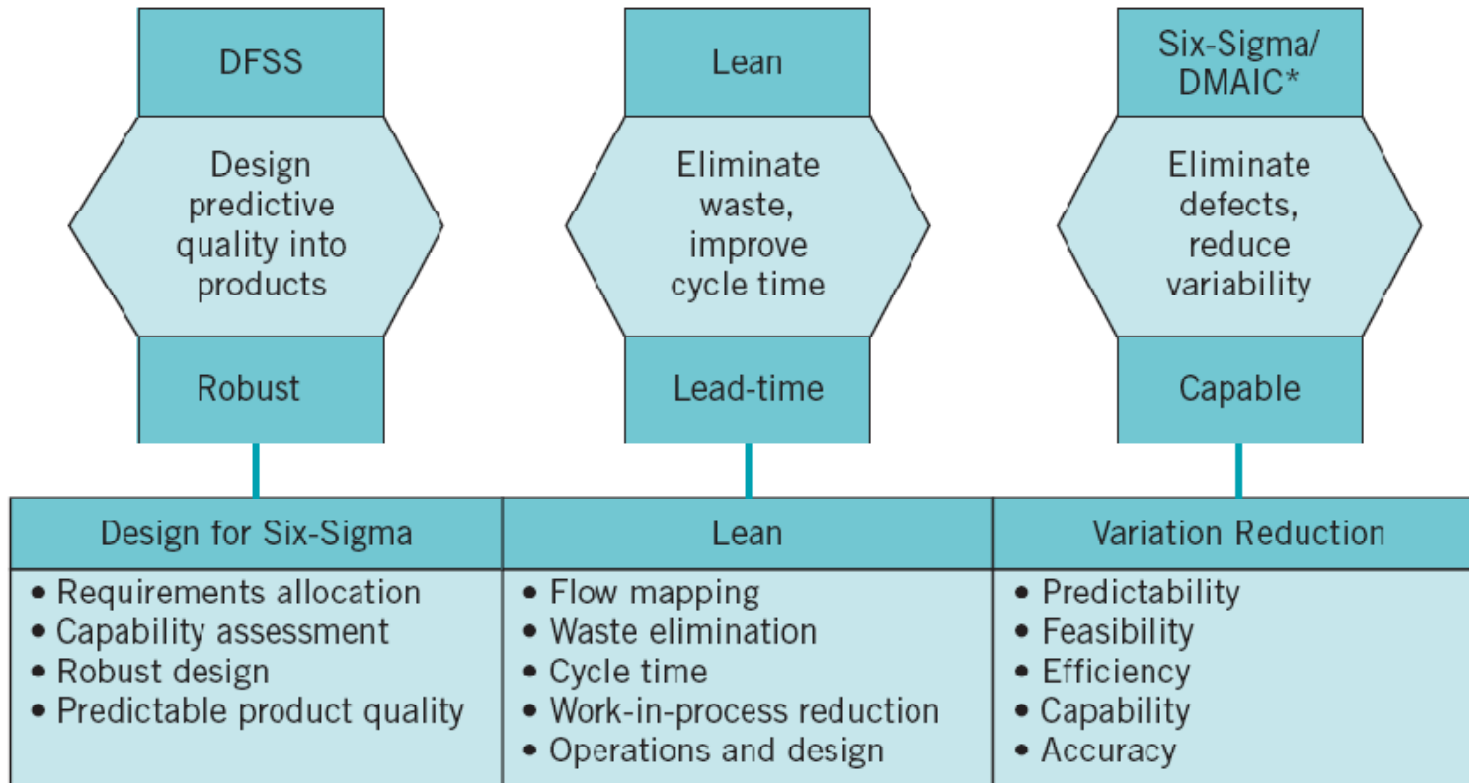 DFSS
Design
predictive
quality into
products
Robust
Lean
Eliminate
waste,
improve
cycle time
Lead-time
Six-Sigma/
DMAIC*
Eliminate
defects,
reduce
variability
Capable
Design for Six-Sigma
• Requirements allocation
• Capability assessment
• Robust design
• Predictable product quality
Lean
• Flow mapping
• Waste elimination
• Cycle time
• Work-in-process reduction
• Operations and design
Variation Reduction
• Predictability
• Feasibility
• Efficiency
• Capability
• Accuracy